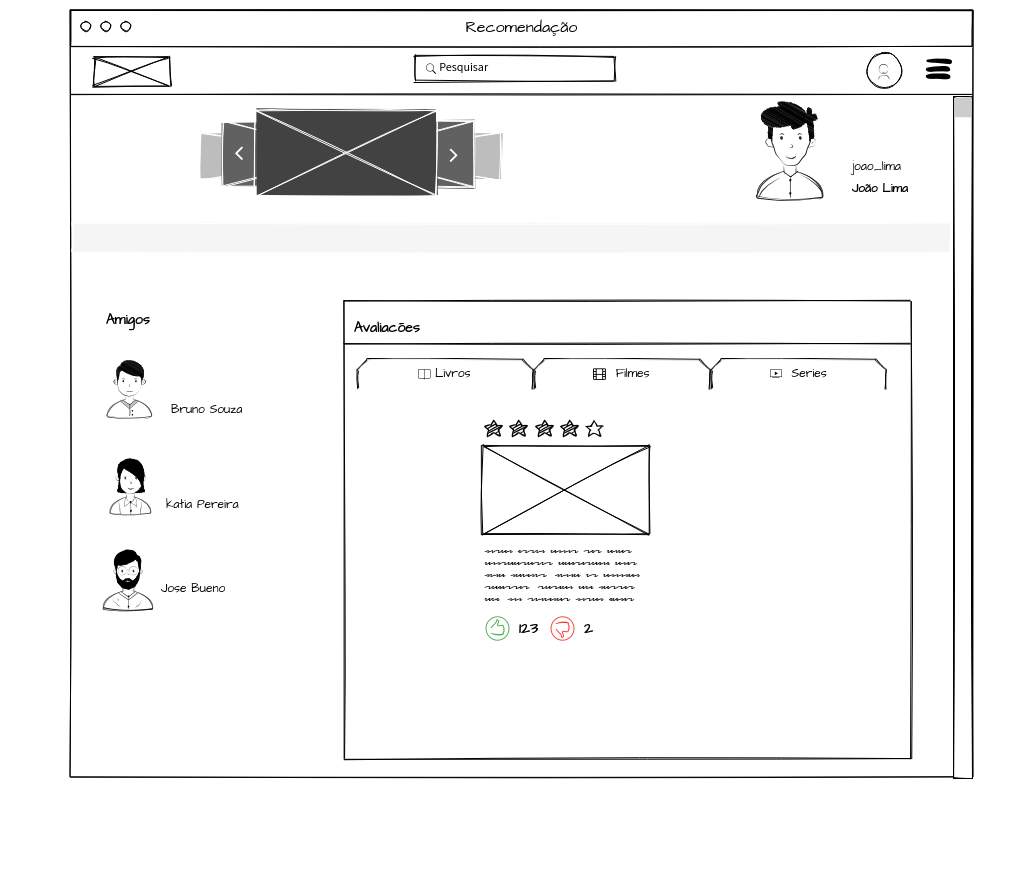 Recomendação
Pesquisar
joao_lima
João Lima
Amigos
Bruno Souza
Katia Pereira
Jose Bueno
Avaliacões
Livros
Filmes
Series
123
2